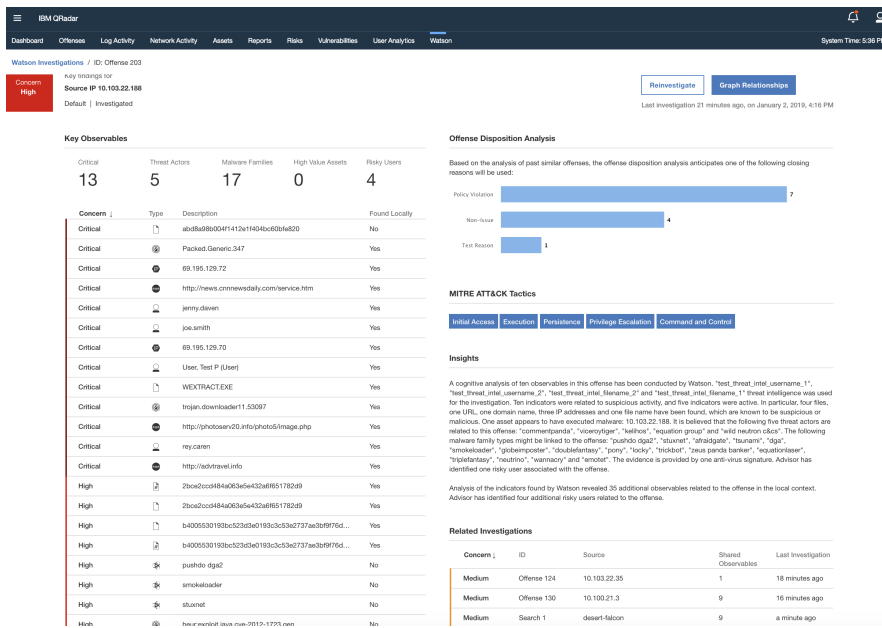 IBM QRadar
Dashboard Offenses Log Activity Network Activity Assets Reports Risks Vulnerabilities User Analytics Watson System Time: 5:36 P
Watson Investigations / ID: Offense 203
Concern
High
Key findings for
Source IP 10.103.22.188
Default | Investigated
Reinvestigate Graph Relationships
Last investigation 21 minutes ago, on January 2, 2019, 4:16 PM
Key Observables
Critical Threat Actors Malware Families High Value Assets Risky Users
13 5 17 0 4
Concern ↓ Type Description Found Locally
Critical abd8a98b004f1412e1f404bc60bfe820 No
Critical Packed.Generic.347 Yes
Critical 69.195.129.72 Yes
Critical http://news.cnnnewsdaily.com/service.htm Yes
Critical jenny.daven Yes
Critical joe.smith Yes
Critical 69.195.129.70 Yes
Critical User, Test P (User) Yes
Critical WEXTRACT.EXE Yes
Critical trojan.downloader11.53097 Yes
Critical http://photoserv20.info/photo5/image.php Yes
Critical rey.caren Yes
Critical http://advtravel.info Yes
High 2bce2ccd484a063e5e432a6f651782d9 Yes
High 2bce2ccd484a063e5e432a6f651782d9 Yes
High b4005530193bc523d3e0193c3c53e2737ae3bf9f76d... Yes
High b4005530193bc523d3e0193c3c53e2737ae3bf9f76d... Yes
High pushdo dga2 No
High smokeloader No
High stuxnet No
High heur:exploit.java.cve-2012-1723.gen No
Offense Disposition Analysis
Based on the analysis of past similar offenses, the offense disposition analysis anticipates one of the following closing
reasons will be used:
Policy Violation 7
Non-Issue 4
Test Reason 1
MITRE ATT&CK Tactics
Initial Access Execution Persistence Privilege Escalation Command and Control
Insights
A cognitive analysis of ten observables in this offense has been conducted by Watson. "test_threat_intel_username_1",
"test_threat_intel_username_2", "test_threat_intel_filename_2" and "test_threat_intel_filename_1" threat intelligence was used
for the investigation. Ten indicators were related to suspicious activity, and five indicators were active. In particular, four files,
one URL, one domain name, three IP addresses and one file name have been found, which are known to be suspicious or
malicious. One asset appears to have executed malware: 10.103.22.188. It is believed that the following five threat actors are
related to this offense: "commentpanda", "viceroytiger", "kelihos", "equation group" and "wild neutron c&cs". The following
malware family types might be linked to the offense: "pushdo dga2", "stuxnet", "afraidgate", "tsunami", "dga",
"smokeloader", "globeimposter", "doublefantasy", "pony", "locky", "trickbot", "zeus panda banker", "equationlaser",
"triplefantasy", "neutrino", "wannacry" and "emotet". The evidence is provided by one anti-virus signature. Advisor has
identified one risky user associated with the offense.
Analysis of the indicators found by Watson revealed 35 additional observables related to the offense in the local context.
Advisor has identified four additional risky users related to the offense.
Related Investigations
Concern ↓ ID Source Shared Observables Last Investigation
Medium Offense 124 10.103.22.35 1 18 minutes ago
Medium Offense 130 10.100.21.3 9 16 minutes ago
Medium Search 1 desert-falcon 9 a minute ago